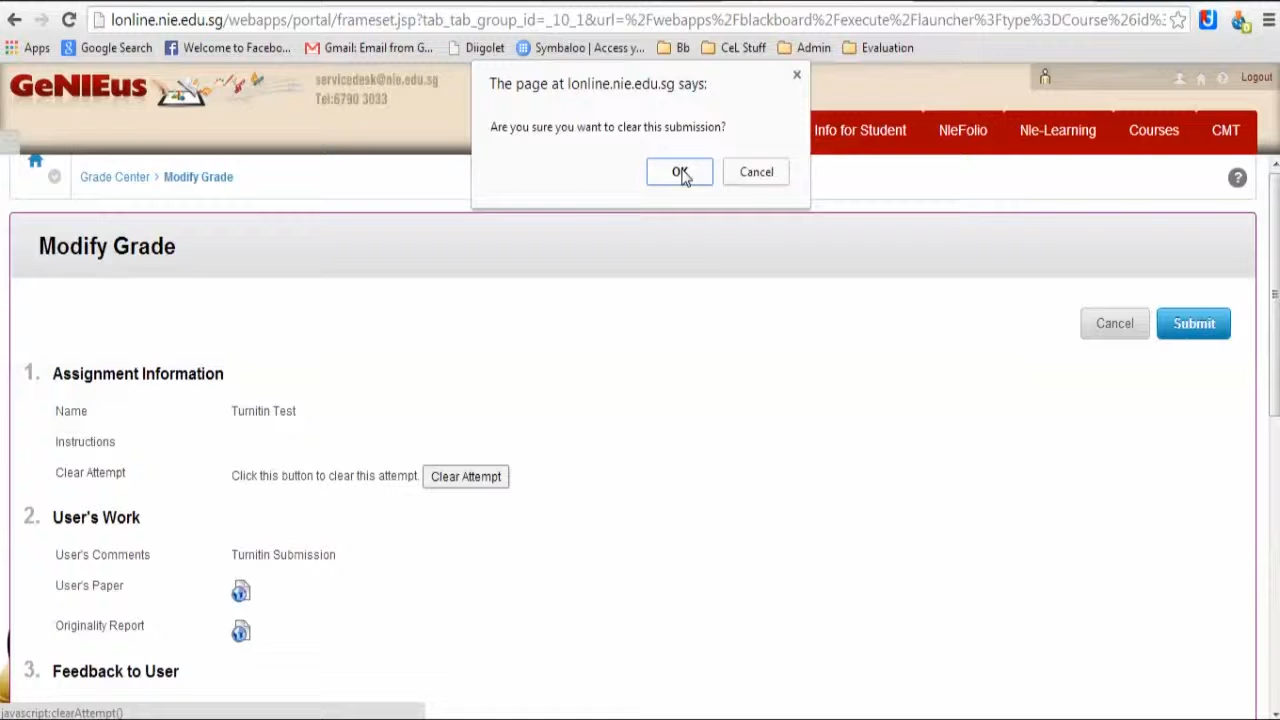 lonline.nie.edu.sg/webapps/portal/frameset.jsp?tab_tab_group_id=_10_1&url=%2Fwebapps%2Fblackboard%2Fexecute%2Flauncher%3Ftype%3DCourse%26id%3
Apps Google Search Welcome to Facebo... Gmail: Email from G... Diigolet Symbaloo | Access y... Bb CeL Stuff Admin Evaluation
GeNIEus
servicedesk@nie.edu.sg
Tel:6790 3033
The page at lonline.nie.edu.sg says:
Are you sure you want to clear this submission?
OK Cancel
Logout
Info for Student NIeFolio NIe-Learning Courses CMT
Grade Center > Modify Grade
?
Modify Grade
Cancel Submit
1. Assignment Information
Name Turnitin Test
Instructions
Clear Attempt Click this button to clear this attempt. Clear Attempt
2. User's Work
User's Comments Turnitin Submission
User's Paper
Originality Report
3. Feedback to User
javascript:clearAttempt()